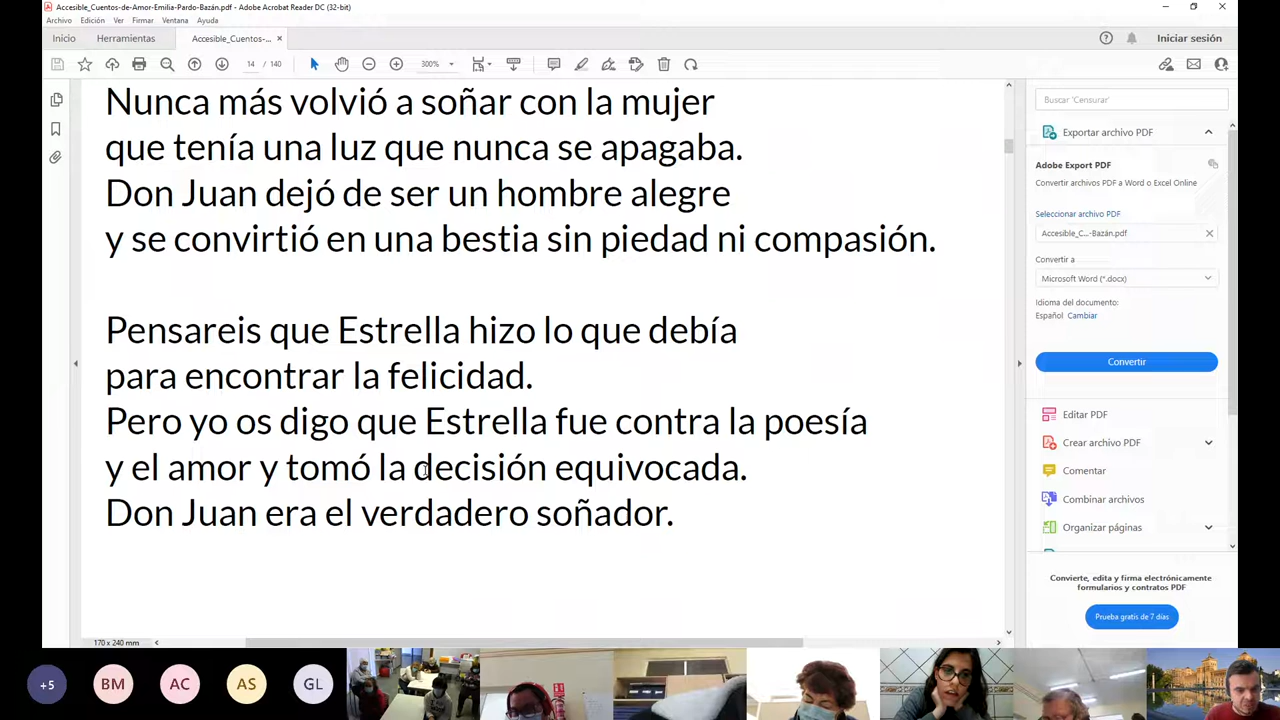 Accesible_Cuentos-de-Amor-Emilia-Pardo-Bazán.pdf - Adobe Acrobat Reader DC (32-bit)
Archivo Edición Ver Firmar Ventana Ayuda
Inicio Herramientas Accesible_Cuentos-... × Iniciar sesión
14 / 140 300%
Nunca más volvió a soñar con la mujer
que tenía una luz que nunca se apagaba.
Don Juan dejó de ser un hombre alegre
y se convirtió en una bestia sin piedad ni compasión.
Pensareis que Estrella hizo lo que debía
para encontrar la felicidad.
Pero yo os digo que Estrella fue contra la poesía
y el amor y tomó la decisión equivocada.
Don Juan era el verdadero soñador.
170 x 240 mm
Buscar 'Censurar'
Exportar archivo PDF
Adobe Export PDF
Convertir archivos PDF a Word o Excel Online
Seleccionar archivo PDF
Accesible_C...-Bazán.pdf
Convertir a
Microsoft Word (*.docx)
Idioma del documento:
Español Cambiar
Convertir
Editar PDF
Crear archivo PDF
Comentar
Combinar archivos
Organizar páginas
Convierte, edita y firma electrónicamente
formularios y contratos PDF
Prueba gratis de 7 días
+5 BM AC AS GL